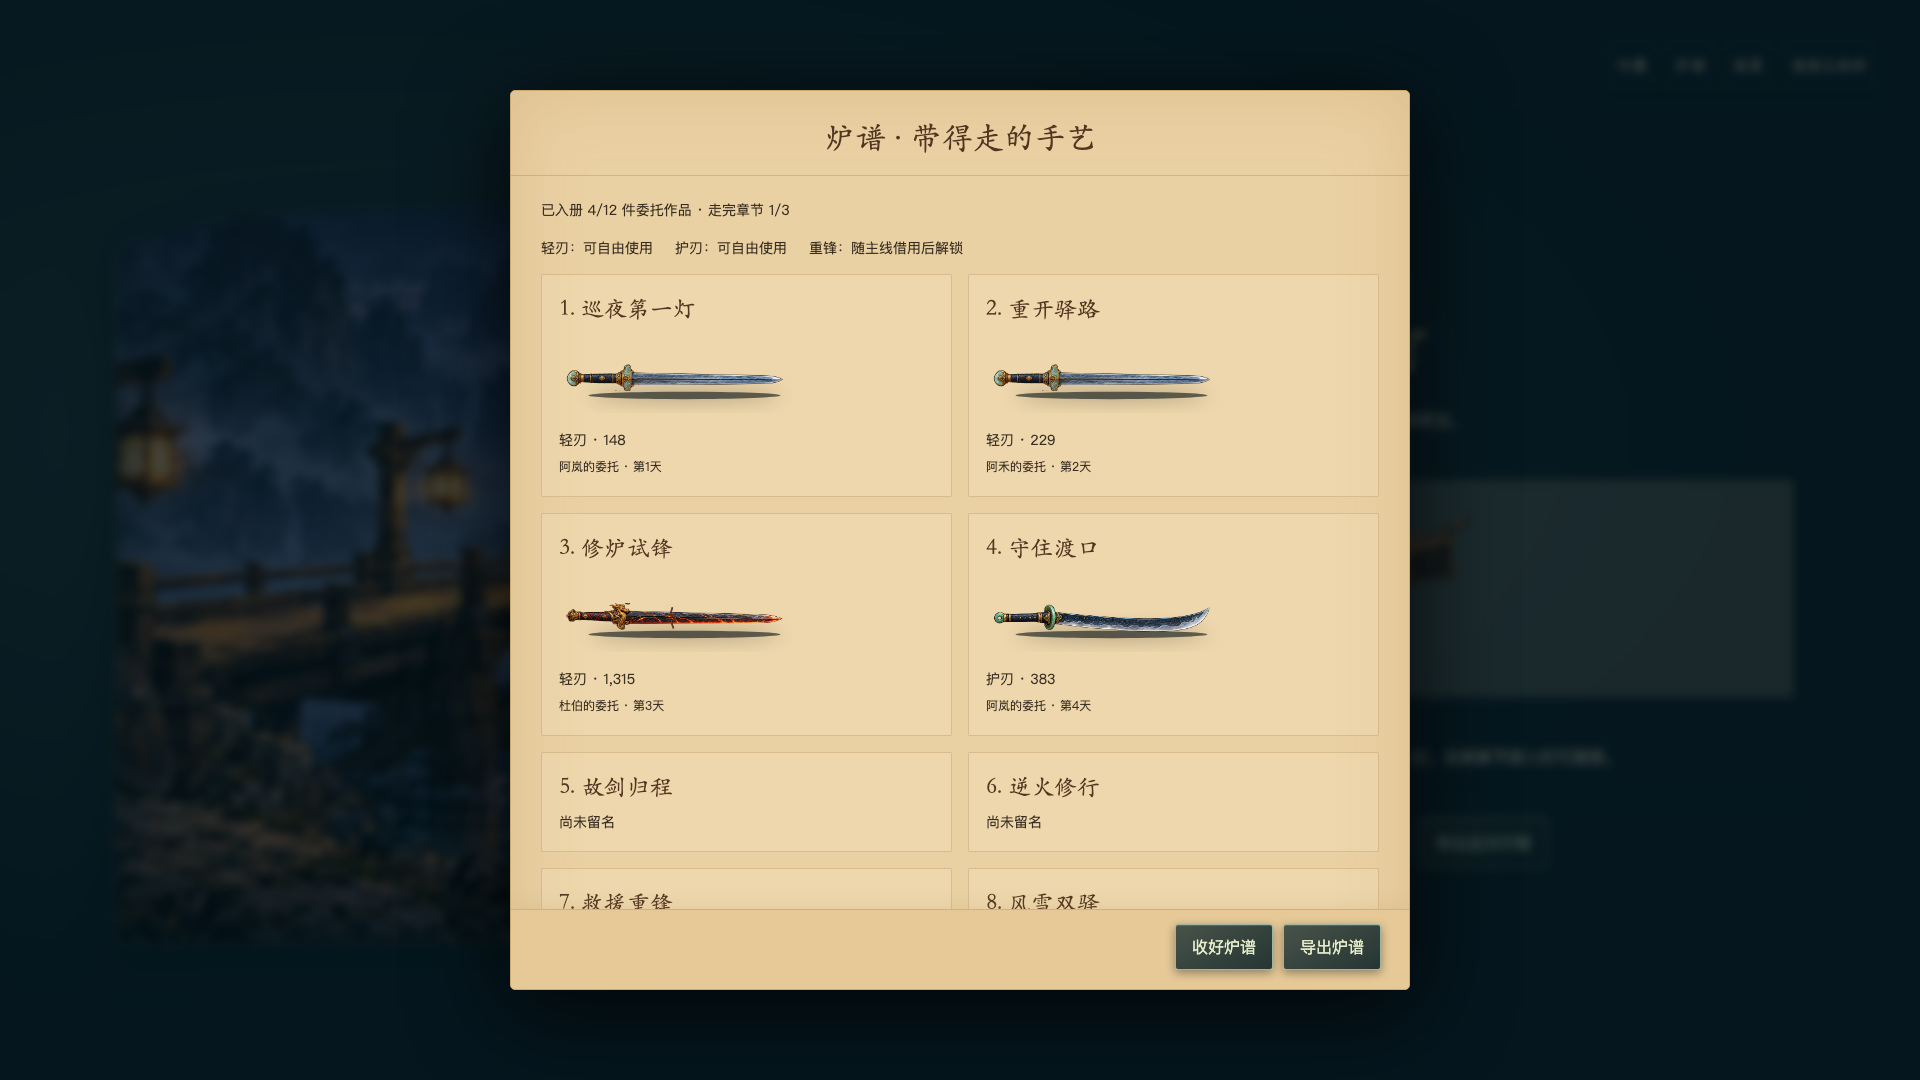 炉谱 · 带得走的手艺
已入册 4/12 件委托作品 · 走完章节 1/3
轻刃：可自由使用 护刃：可自由使用 重锋：随主线借用后解锁
1. 巡夜第一灯
轻刃 · 148
阿岚的委托 · 第1天
2. 重开驿路
轻刃 · 229
阿禾的委托 · 第2天
3. 修炉试锋
轻刃 · 1,315
杜伯的委托 · 第3天
4. 守住渡口
护刃 · 383
阿岚的委托 · 第4天
5. 故剑归程
尚未留名
6. 逆火修行
尚未留名
7. 救援重锋
8. 风雪双驿
收好炉谱
导出炉谱